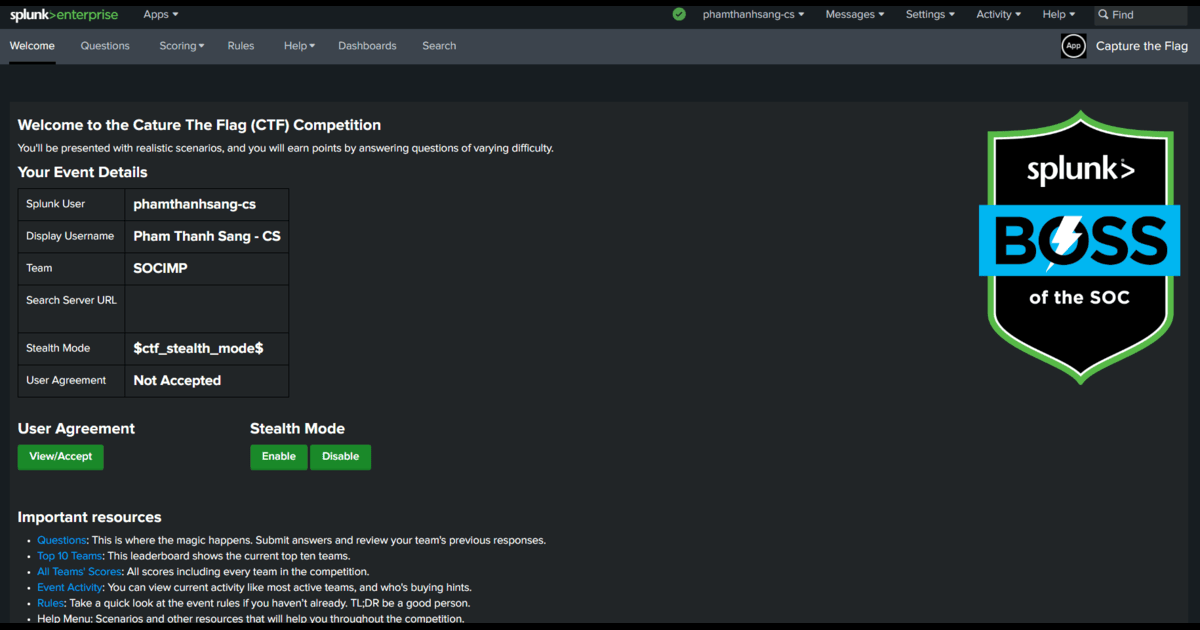 splunk>enterprise Apps phamthanhsang-cs Messages Settings Activity Help Find
Welcome Questions Scoring Rules Help Dashboards Search App Capture the Flag
Welcome to the Cature The Flag (CTF) Competition
You'll be presented with realistic scenarios, and you will earn points by answering questions of varying difficulty.
Your Event Details
Splunk User phamthanhsang-cs
Display Username Pham Thanh Sang - CS
Team SOCIMP
Search Server URL
Stealth Mode $ctf_stealth_mode$
User Agreement Not Accepted
splunk>
BOSS
of the SOC
User Agreement Stealth Mode
View/Accept Enable Disable
Important resources
• Questions: This is where the magic happens. Submit answers and review your team's previous responses.
• Top 10 Teams: This leaderboard shows the current top ten teams.
• All Teams' Scores: All scores including every team in the competition.
• Event Activity: You can view current activity like most active teams, and who's buying hints.
• Rules: Take a quick look at the event rules if you haven't already. TL;DR be a good person.
• Help Menu: Scenarios and other resources that will help you throughout the competition.